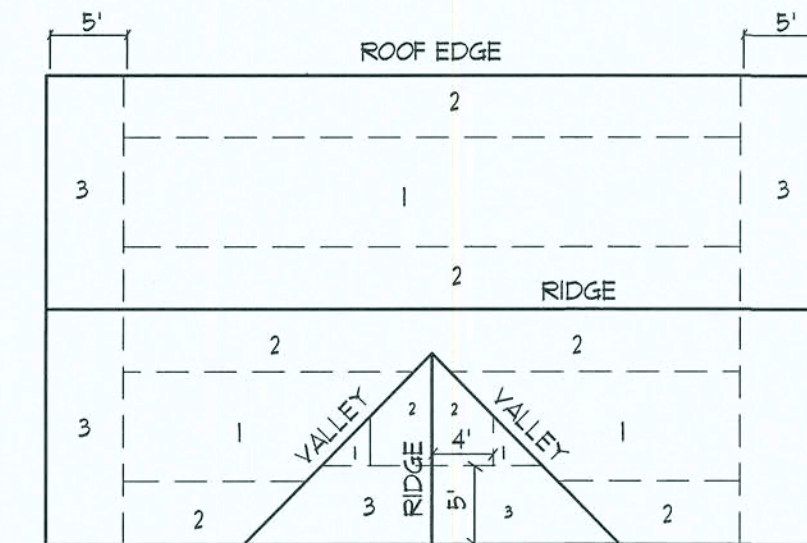 5' 5'
ROOF EDGE
2
3 1 3
2
RIDGE
2 2
3 1 VALLEY 2 2 VALLEY 1
1 RIDGE 4' 1
2 3 5' 3 2